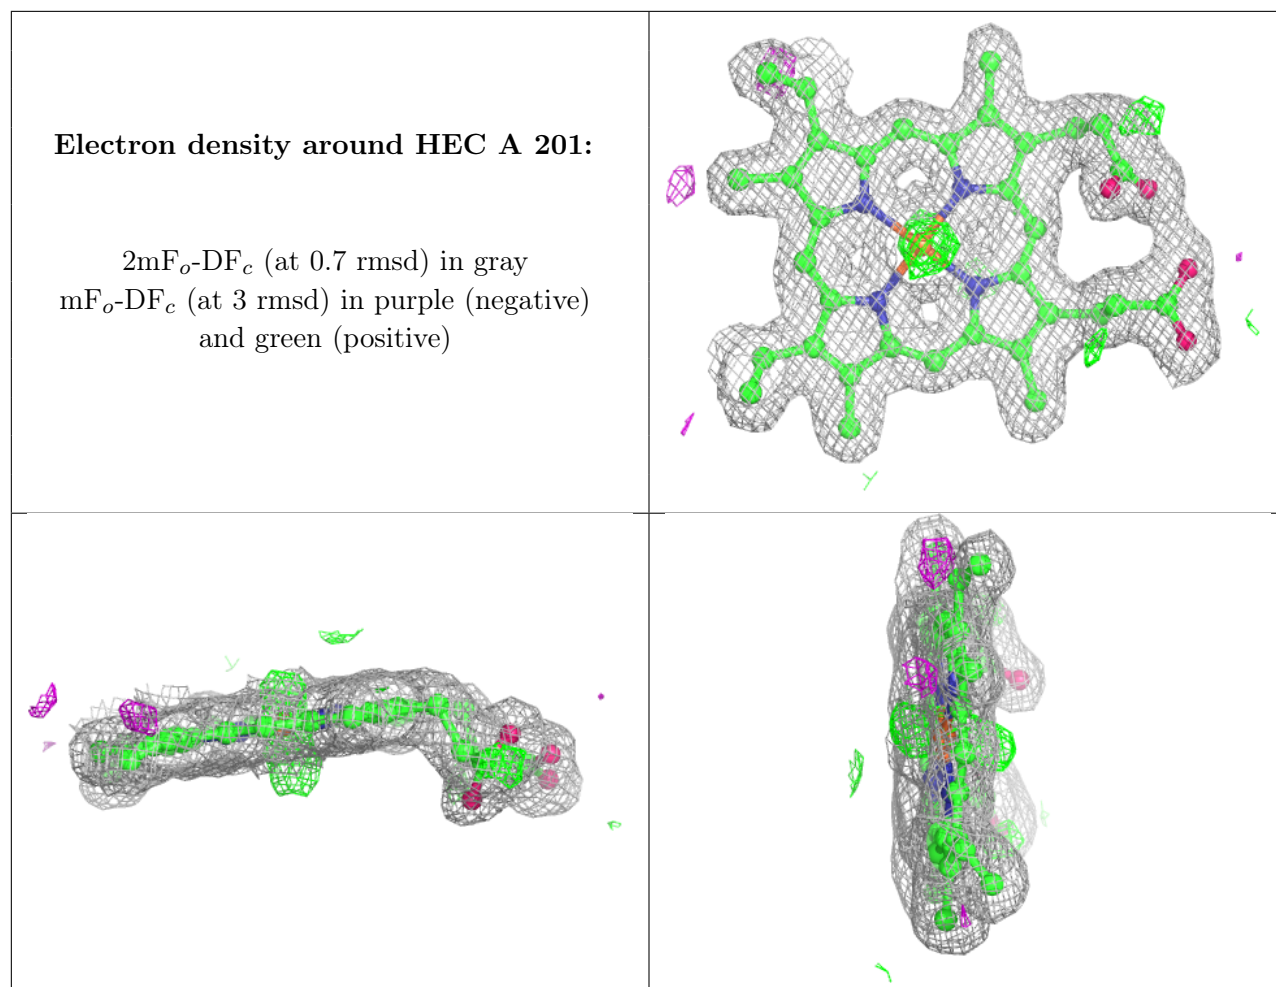 Electron density around HEC A 201:
2mFo-DFc (at 0.7 rmsd) in gray
mFo-DFc (at 3 rmsd) in purple (negative)
and green (positive)